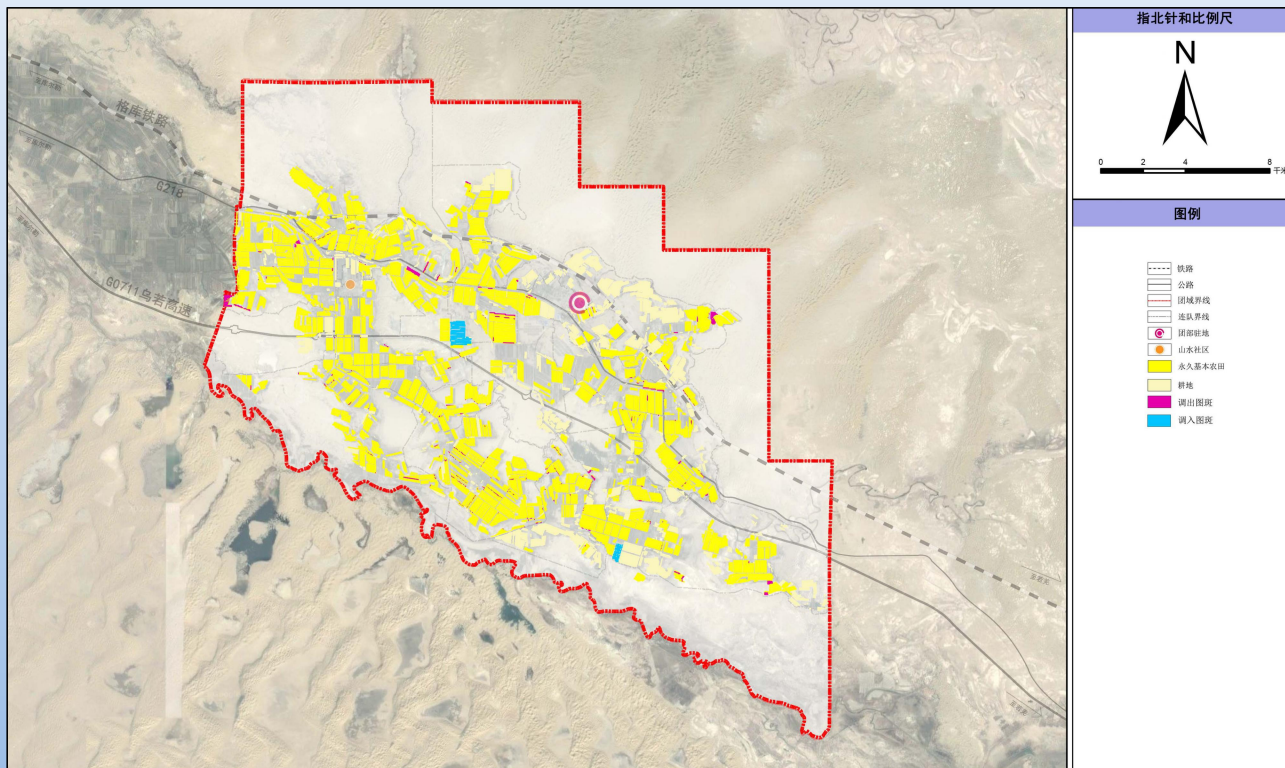 指北针和比例尺
N
0 2 4 8
千米
图例
铁路
公路
团域界线
连队界线
团部驻地
山水社区
永久基本农田
耕地
调出图斑
调入图斑
格库铁路
G218
G0711乌若高速